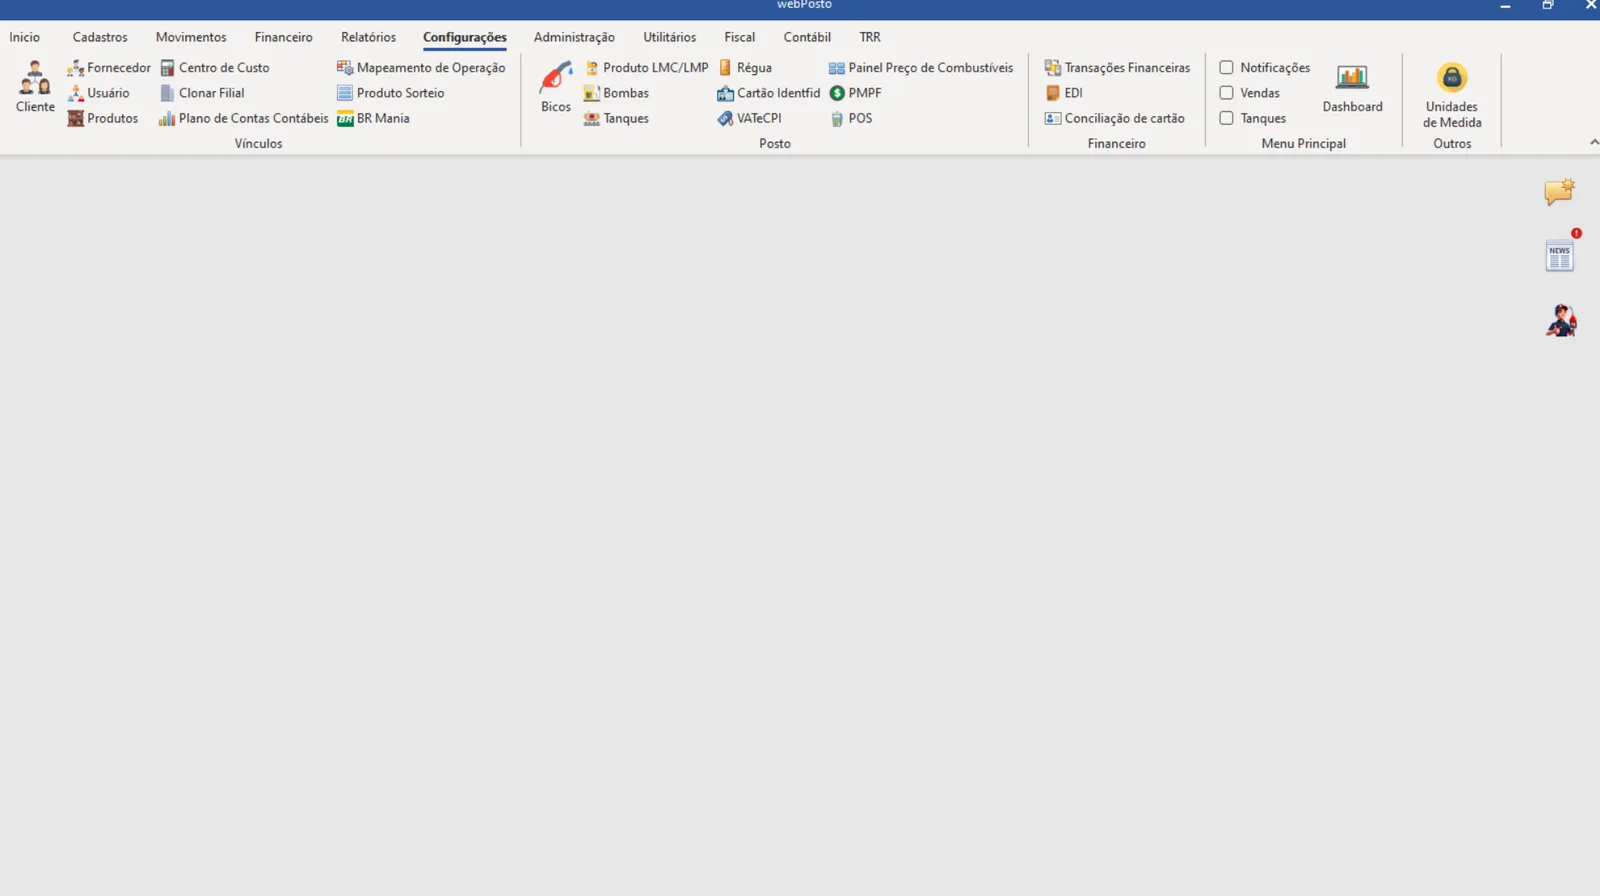 webPosto
Inicio Cadastros Movimentos Financeiro Relatórios Configurações Administração Utilitários Fiscal Contábil TRR
Cliente
Fornecedor
Usuário
Produtos
Centro de Custo
Clonar Filial
Plano de Contas Contábeis
Mapeamento de Operação
Produto Sorteio
BR BR Mania
Vínculos
Bicos
Produto LMC/LMP
Bombas
Tanques
Régua
Cartão Identfid
VATeCPI
Painel Preço de Combustíveis
PMPF
POS
Posto
Transações Financeiras
EDI
Conciliação de cartão
Financeiro
Notificações
Vendas
Tanques
Dashboard
Menu Principal
Unidades
de Medida
Outros
NEWS